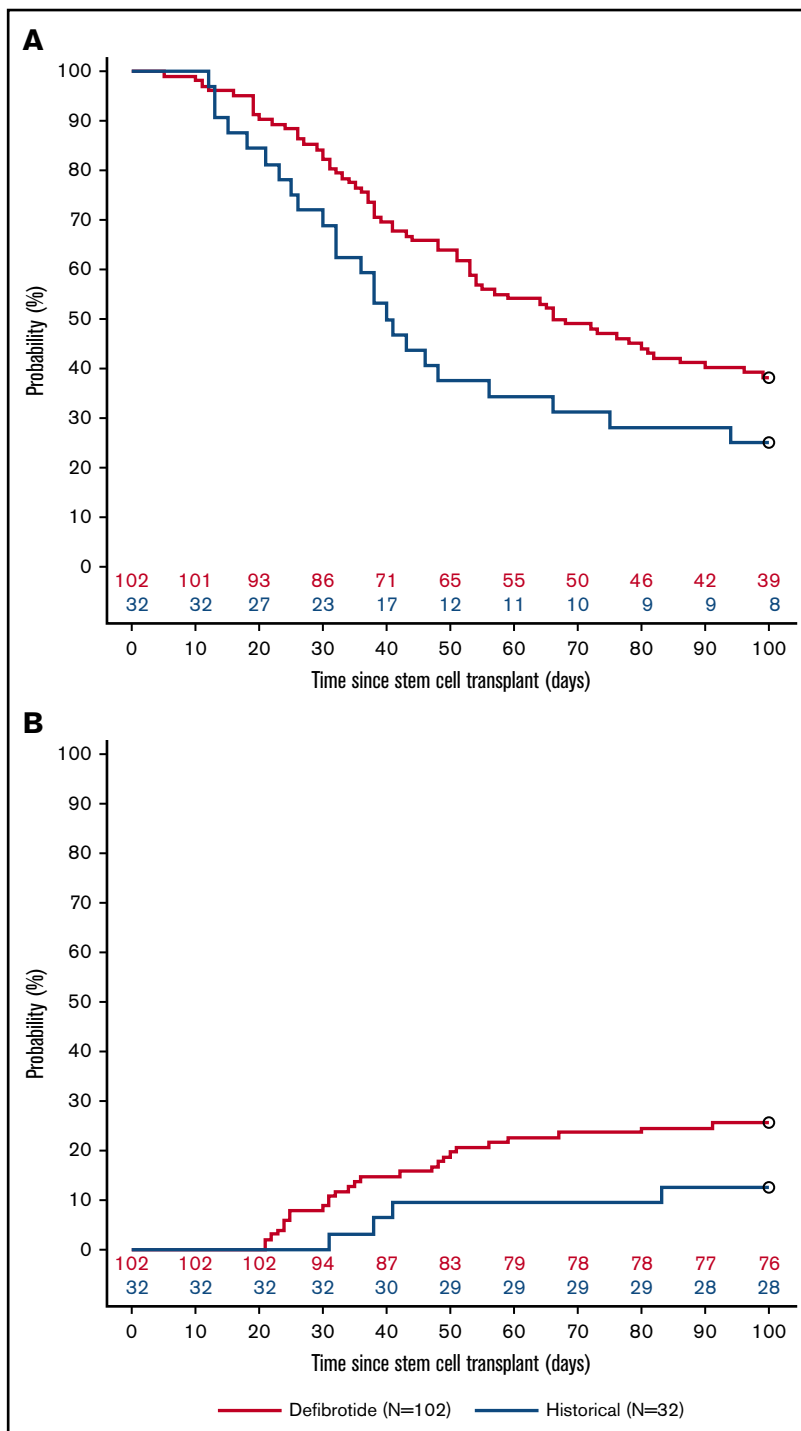 A
100
90
80
70
60
50
40
30
20
10
0
Probability (%)
102 101 93 86 71 65 55 50 46 42 39
32 32 27 23 17 12 11 10 9 9 8
0 10 20 30 40 50 60 70 80 90 100
Time since stem cell transplant (days)
B
100
90
80
70
60
50
40
30
20
10
0
Probability (%)
102 102 102 94 87 83 79 78 78 77 76
32 32 32 32 30 29 29 29 29 28 28
0 10 20 30 40 50 60 70 80 90 100
Time since stem cell transplant (days)
Defibrotide (N=102) Historical (N=32)